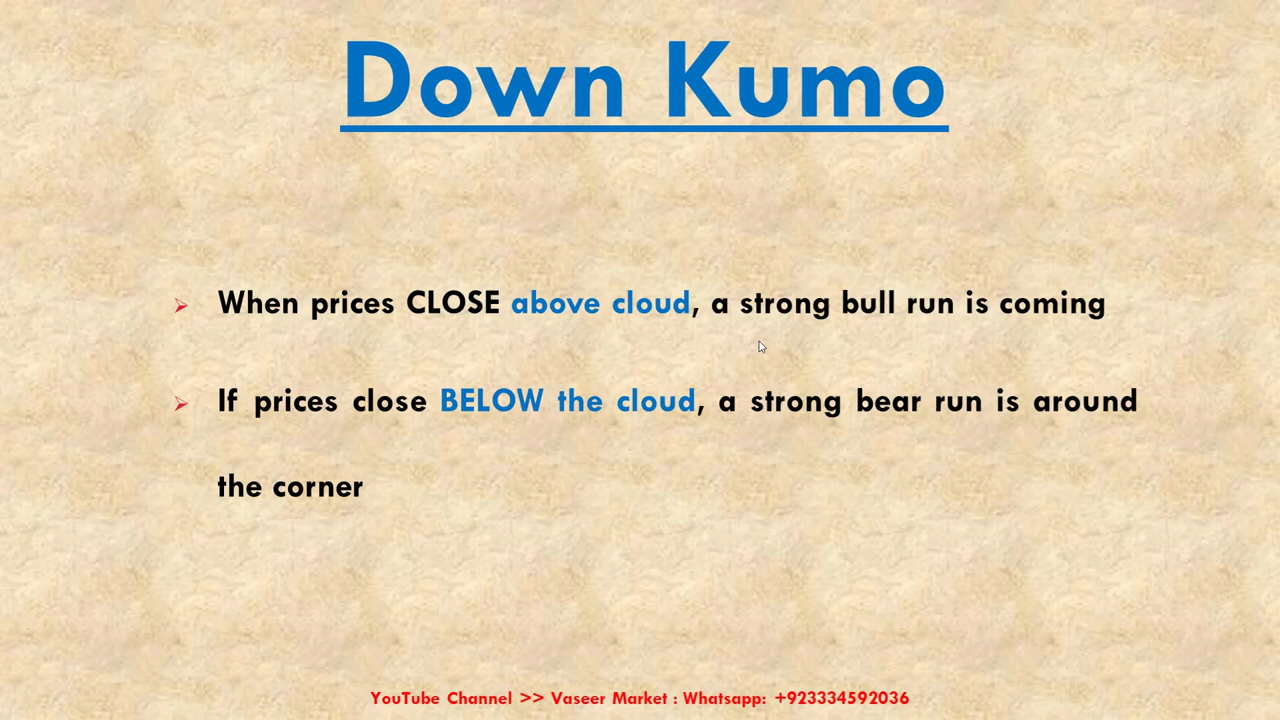 Down Kumo
➢ When prices CLOSE above cloud, a strong bull run is coming
➢ If prices close BELOW the cloud, a strong bear run is around
the corner
YouTube Channel >> Vaseer Market : Whatsapp: +923334592036